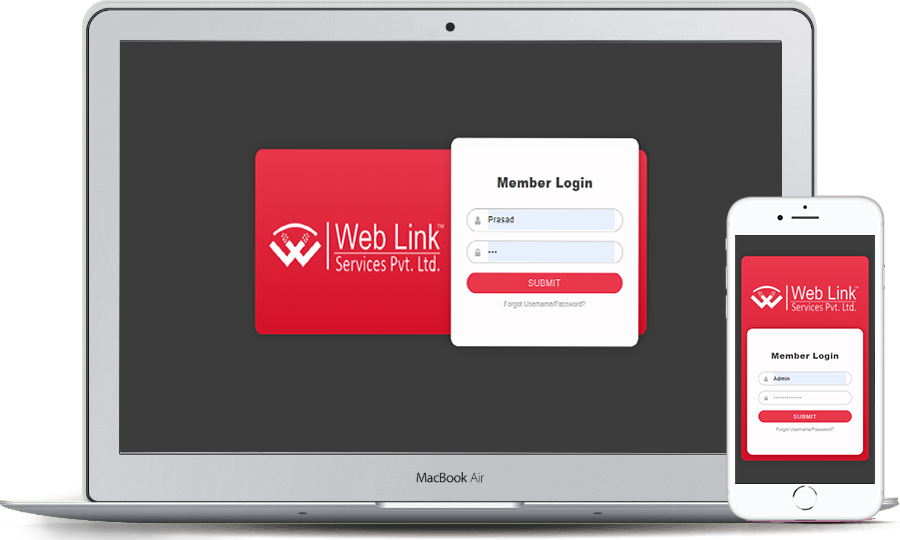 Web Link™
Services Pvt. Ltd.
Member Login
Prasad
•••
SUBMIT
Forgot Username/Password?
MacBook Air
Web Link™
Services Pvt. Ltd.
Member Login
Admin
SUBMIT
Forgot Username/Password?